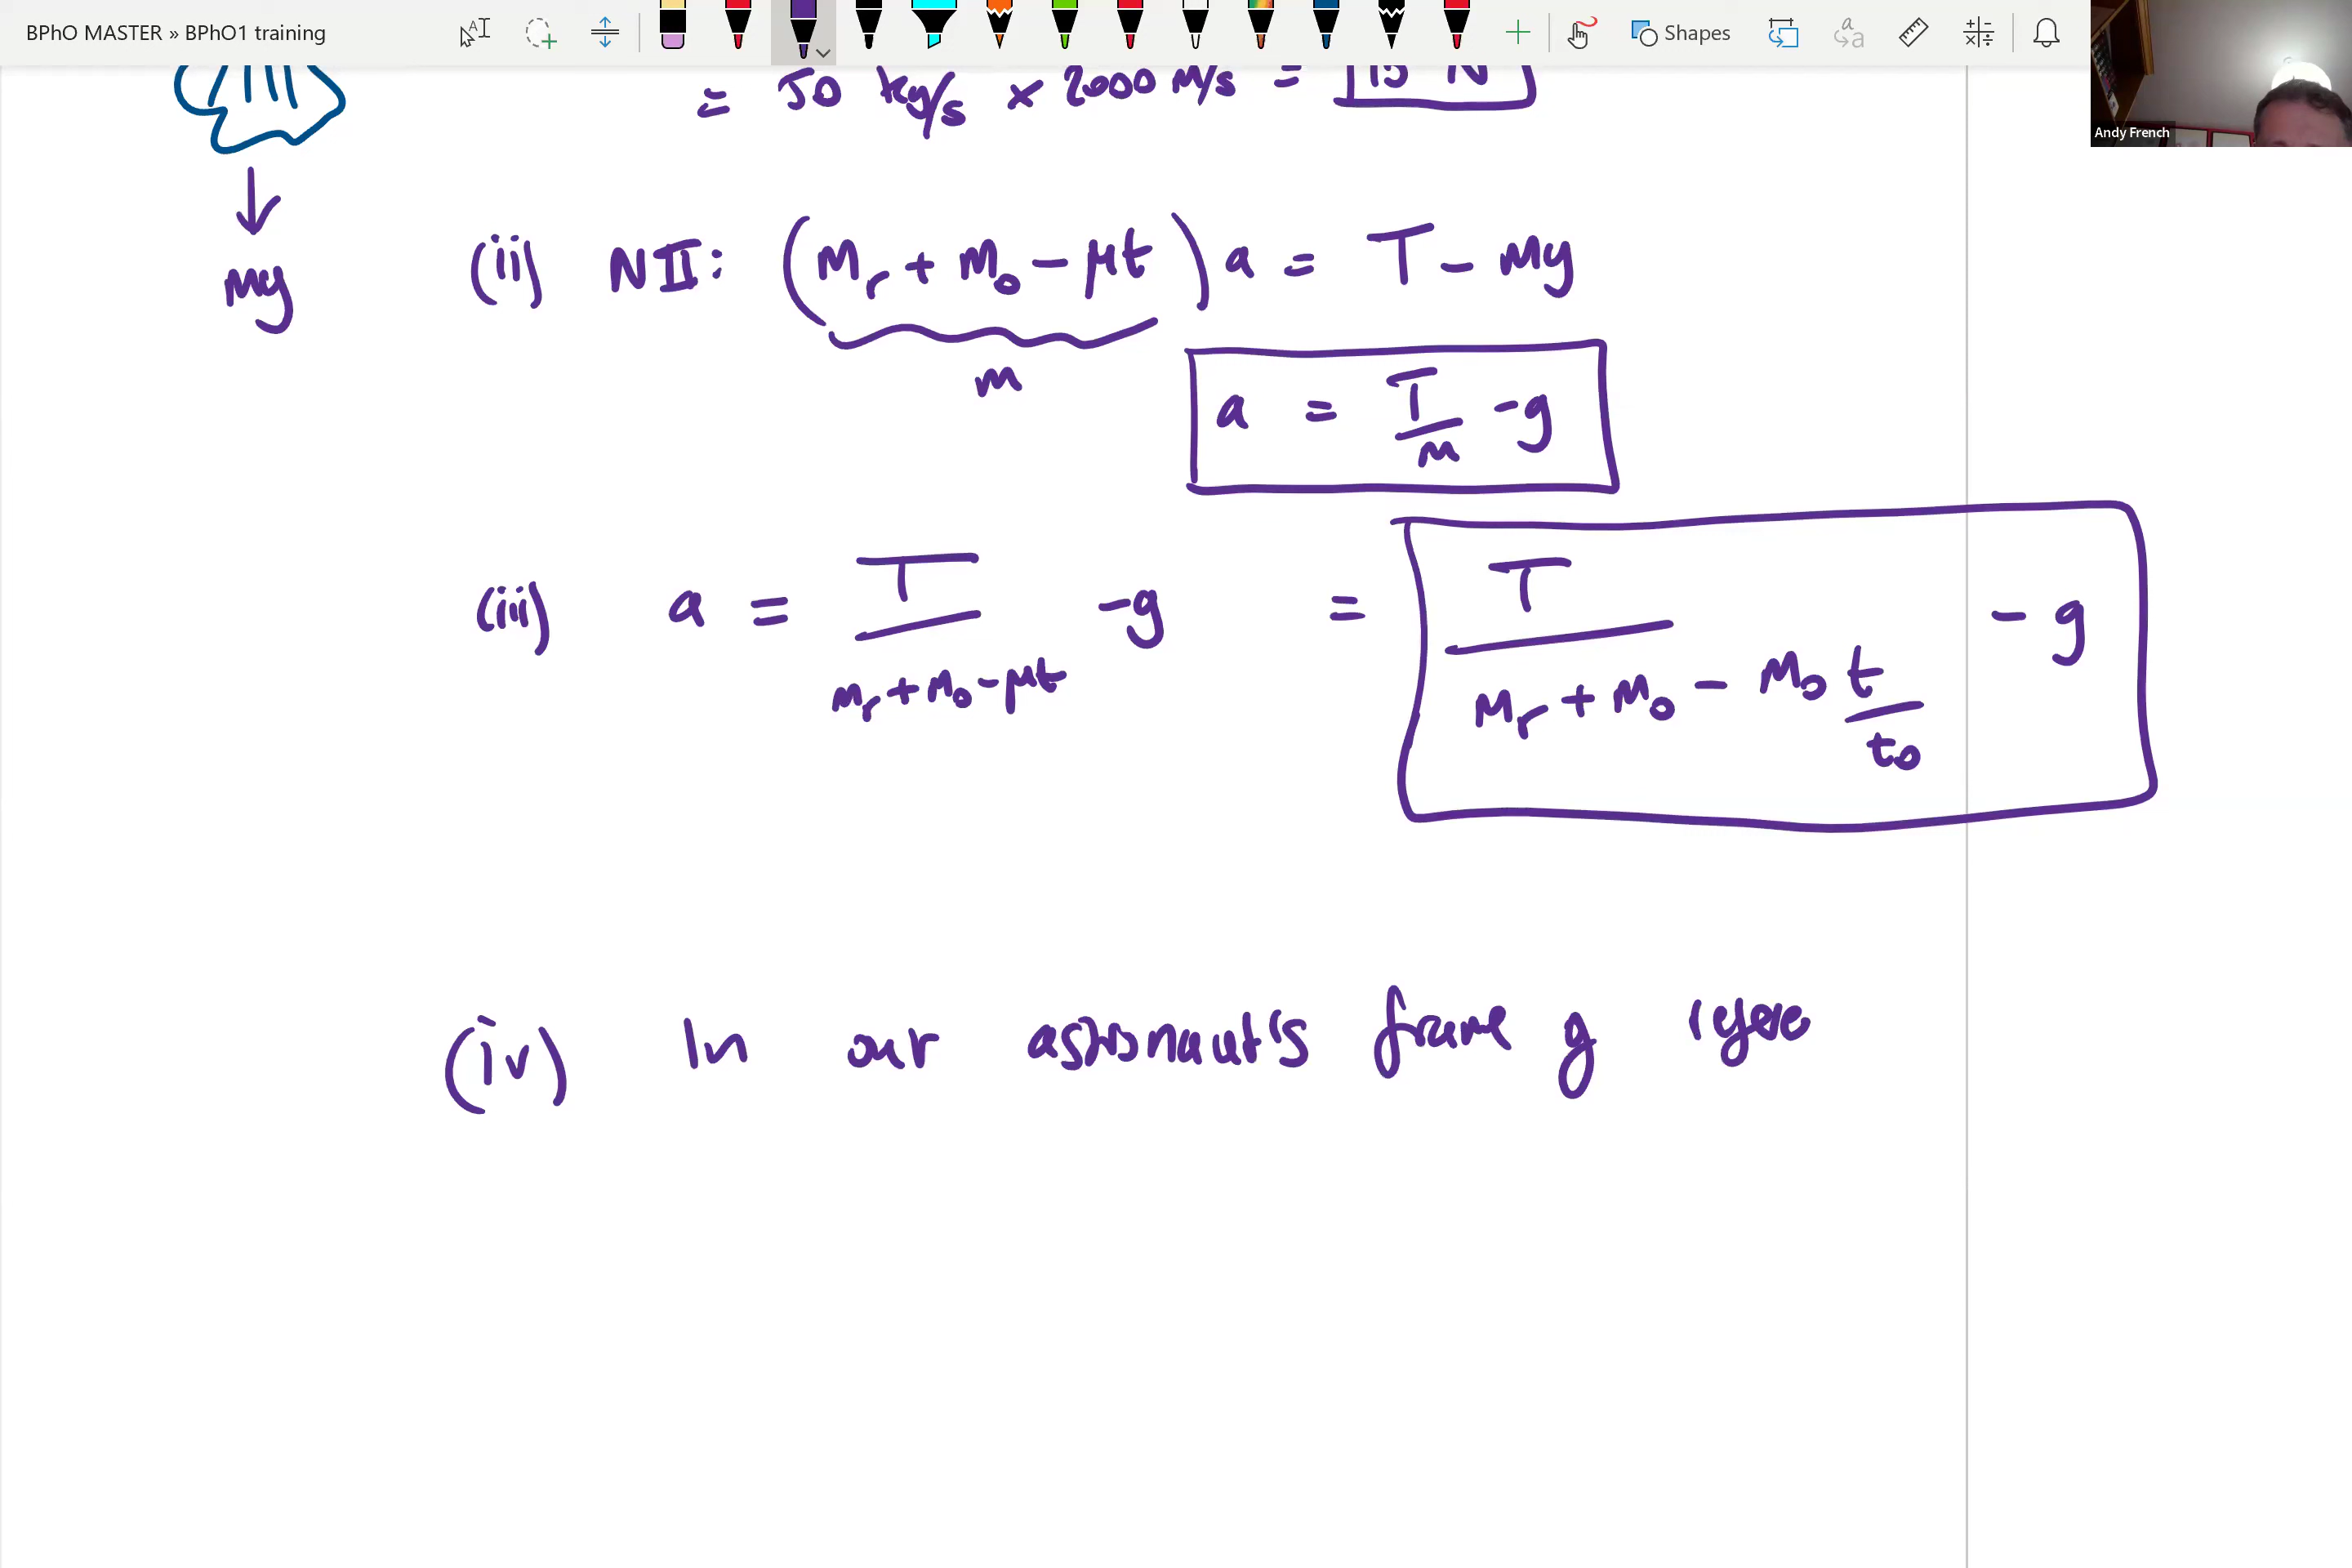 BPhO MASTER » BPhO1 training
Shapes
Andy French
= 50 kg/s × 2000 m/s =
mg
(ii) NII: (Mr + M0 − μt) a = T − mg
m
a = T/m − g
(iii) a = T/(Mr + M0 − μt) − g = T/(Mr + M0 − M0 t/t0) − g
(iv) In our astronaut's frame g